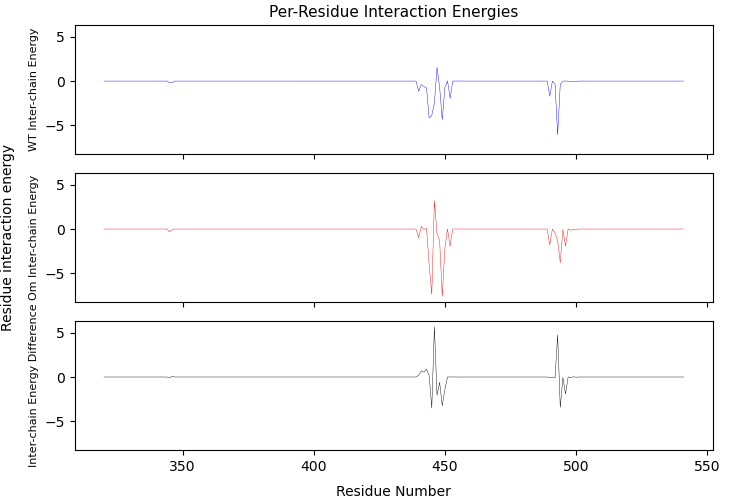 Per-Residue Interaction Energies
Residue interaction energy
WT Inter-chain Energy
5
0
−5
Om Inter-chain Energy
5
0
−5
Inter-chain Energy Difference
5
0
−5
350
400
450
500
550
Residue Number